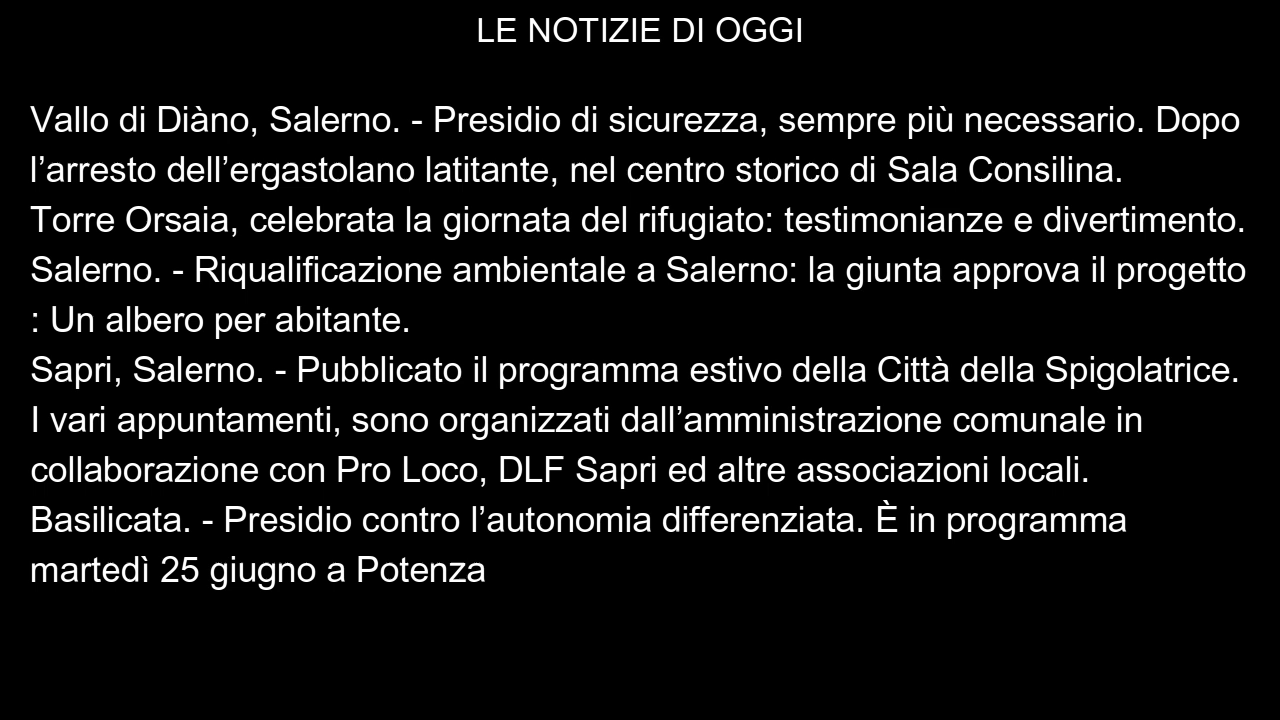 LE NOTIZIE DI OGGI
Vallo di Diàno, Salerno. - Presidio di sicurezza, sempre più necessario. Dopo
l’arresto dell’ergastolano latitante, nel centro storico di Sala Consilina.
Torre Orsaia, celebrata la giornata del rifugiato: testimonianze e divertimento.
Salerno. - Riqualificazione ambientale a Salerno: la giunta approva il progetto
: Un albero per abitante.
Sapri, Salerno. - Pubblicato il programma estivo della Città della Spigolatrice.
I vari appuntamenti, sono organizzati dall’amministrazione comunale in
collaborazione con Pro Loco, DLF Sapri ed altre associazioni locali.
Basilicata. - Presidio contro l’autonomia differenziata. È in programma
martedì 25 giugno a Potenza